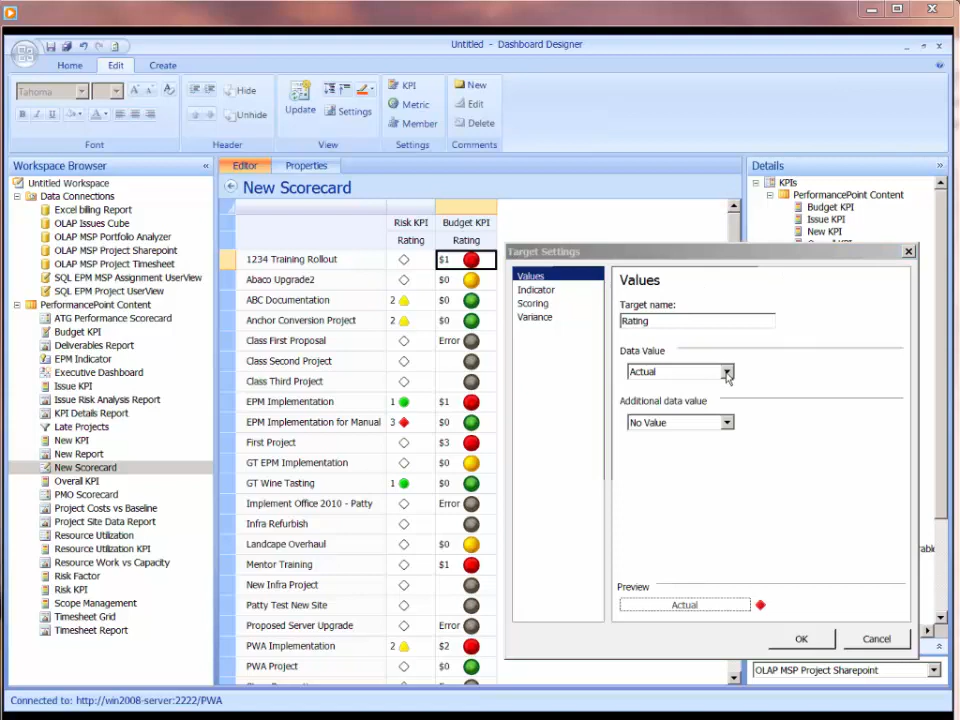 Untitled - Dashboard Designer
Home
Edit
Create
Tahoma
B I U
A
Font
Hide
Unhide
Header
Update
Settings
View
KPI
Metric
Member
Settings
New
Edit
Delete
Comments
Workspace Browser
Untitled Workspace
Data Connections
Excel billing Report
OLAP Issues Cube
OLAP MSP Portfolio Analyzer
OLAP MSP Project Sharepoint
OLAP MSP Project Timesheet
SQL EPM MSP Assignment UserView
SQL EPM Project UserView
PerformancePoint Content
ATG Performance Scorecard
Budget KPI
Deliverables Report
EPM Indicator
Executive Dashboard
Issue KPI
Issue Risk Analysis Report
KPI Details Report
Late Projects
New KPI
New Report
New Scorecard
Overall KPI
PMO Scorecard
Project Costs vs Baseline
Project Site Data Report
Resource Utilization
Resource Utilization KPI
Resource Work vs Capacity
Risk Factor
Risk KPI
Scope Management
Timesheet Grid
Timesheet Report
Editor
Properties
New Scorecard
Risk KPI Budget KPI
Rating Rating
1234 Training Rollout $1
Abaco Upgrade2 $0
ABC Documentation 2 $0
Anchor Conversion Project 2 $0
Class First Proposal Error
Class Second Project
Class Third Project
EPM Implementation 1 $1
EPM Implementation for Manual 3 $0
First Project $3
GT EPM Implementation $0
GT Wine Tasting 1 $0
Implement Office 2010 - Patty Error
Infra Refurbish
Landcape Overhaul $0
Mentor Training $1
New Infra Project
Patty Test New Site
Proposed Server Upgrade Error
PWA Implementation 2 $2
PWA Project $0
Details
KPIs
PerformancePoint Content
Budget KPI
Issue KPI
New KPI
Target Settings
Values
Indicator
Scoring
Variance
Values
Target name:
Rating
Data Value
Actual
Additional data value
No Value
Preview
Actual
OK
Cancel
OLAP MSP Project Sharepoint
Connected to: http://win2008-server:2222/PWA